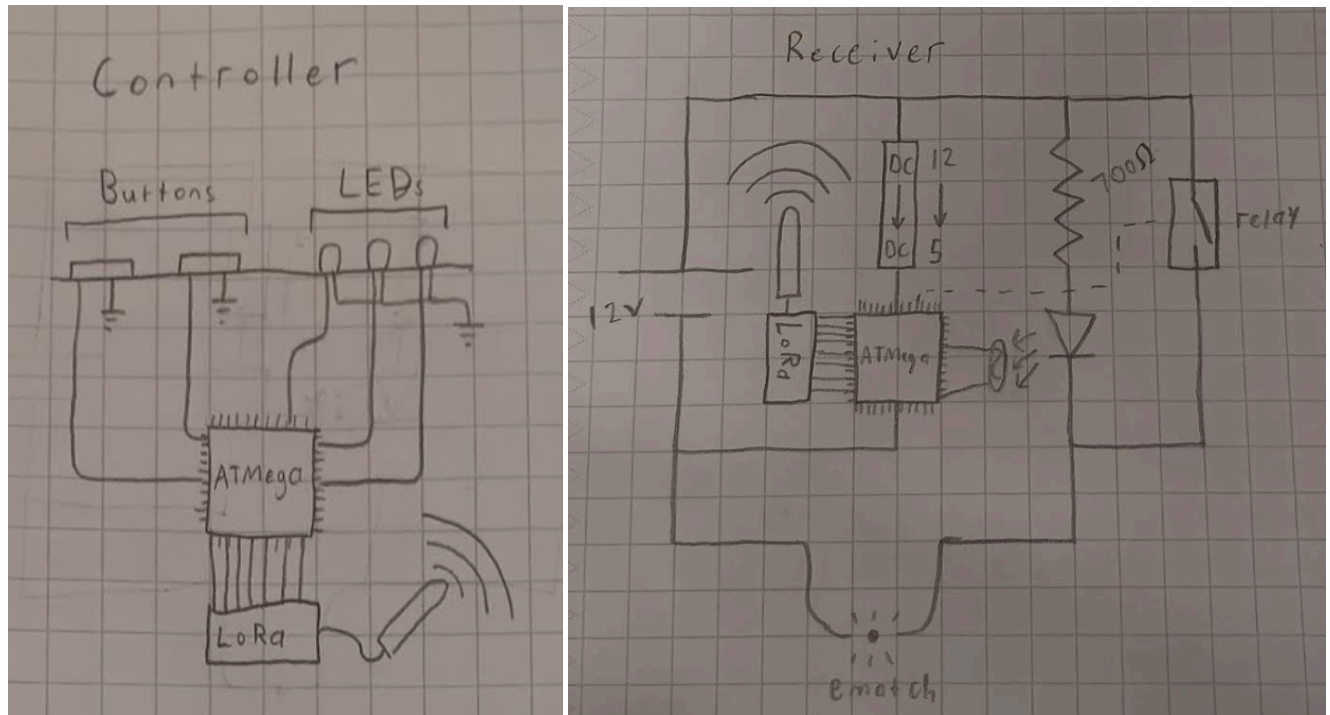 Controller
Buttons
LEDs
ATMega
LoRa
Receiver
DC 12
DC 5
700Ω
relay
12V
LoRa
ATMega
ematch